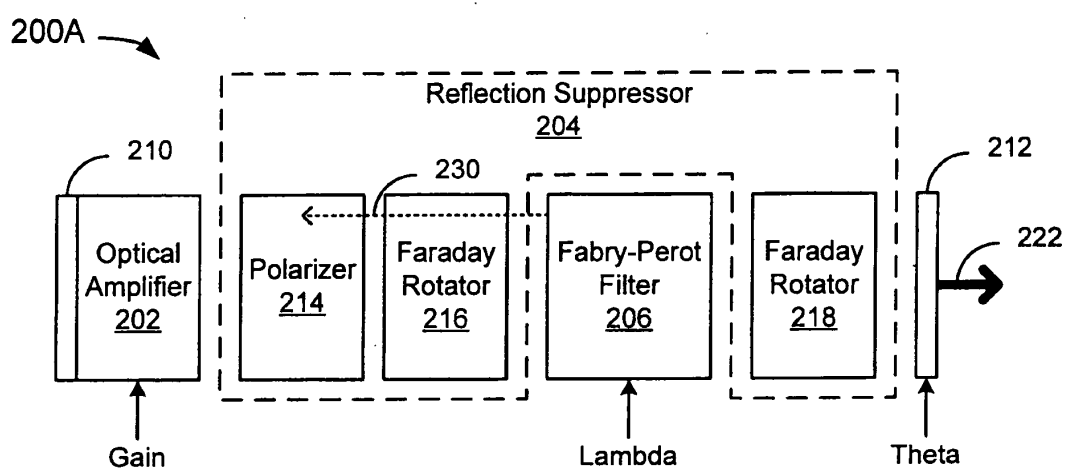 200A
Reflection Suppressor
204
210
230
212
222
Optical
Amplifier
202
Polarizer
214
Faraday
Rotator
216
Fabry-Perot
Filter
206
Faraday
Rotator
218
Gain
Lambda
Theta